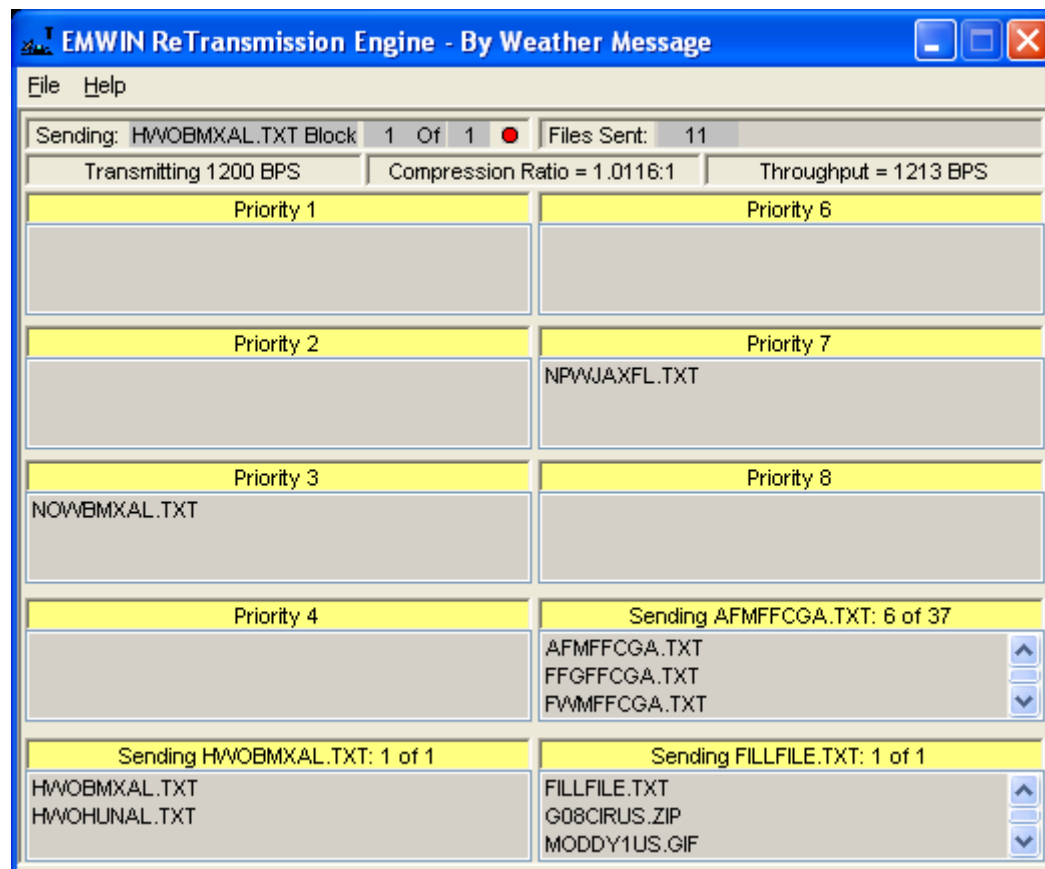 EMWIN ReTransmission Engine - By Weather Message
File Help
Sending: HWOBMXAL.TXT Block 1 Of 1 Files Sent: 11
Transmitting 1200 BPS Compression Ratio = 1.0116:1 Throughput = 1213 BPS
Priority 1
Priority 6
Priority 2
Priority 7
NPWJAXFL.TXT
Priority 3
NOWBMXAL.TXT
Priority 8
Priority 4
Sending AFMFFCGA.TXT: 6 of 37
AFMFFCGA.TXT
FFGFFCGA.TXT
FWMFFCGA.TXT
Sending HWOBMXAL.TXT: 1 of 1
HWOBMXAL.TXT
HWOHUNAL.TXT
Sending FILLFILE.TXT: 1 of 1
FILLFILE.TXT
G08CIRUS.ZIP
MODDY1US.GIF